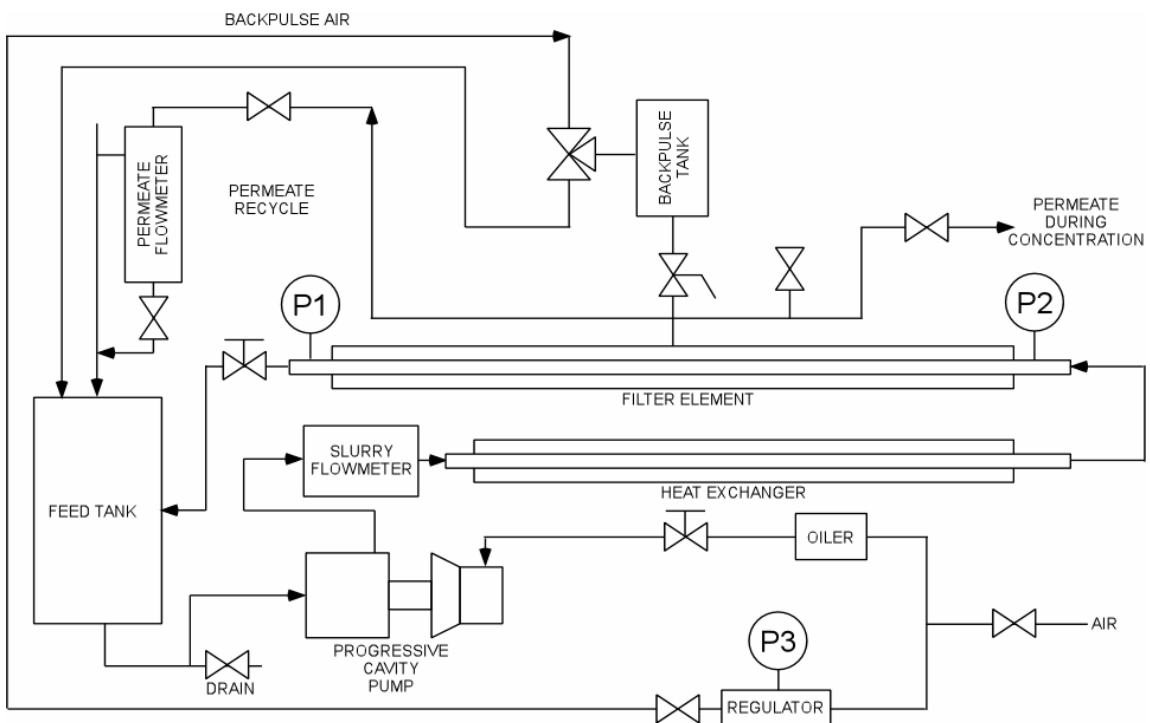 BACKPULSE AIR
PERMEATE
FLOWMETER
PERMEATE
RECYCLE
BACKPULSE
TANK
PERMEATE
DURING
CONCENTRATION
P1
P2
FILTER ELEMENT
SLURRY
FLOWMETER
HEAT EXCHANGER
FEED TANK
OILER
PROGRESSIVE
CAVITY
PUMP
AIR
P3
DRAIN
REGULATOR